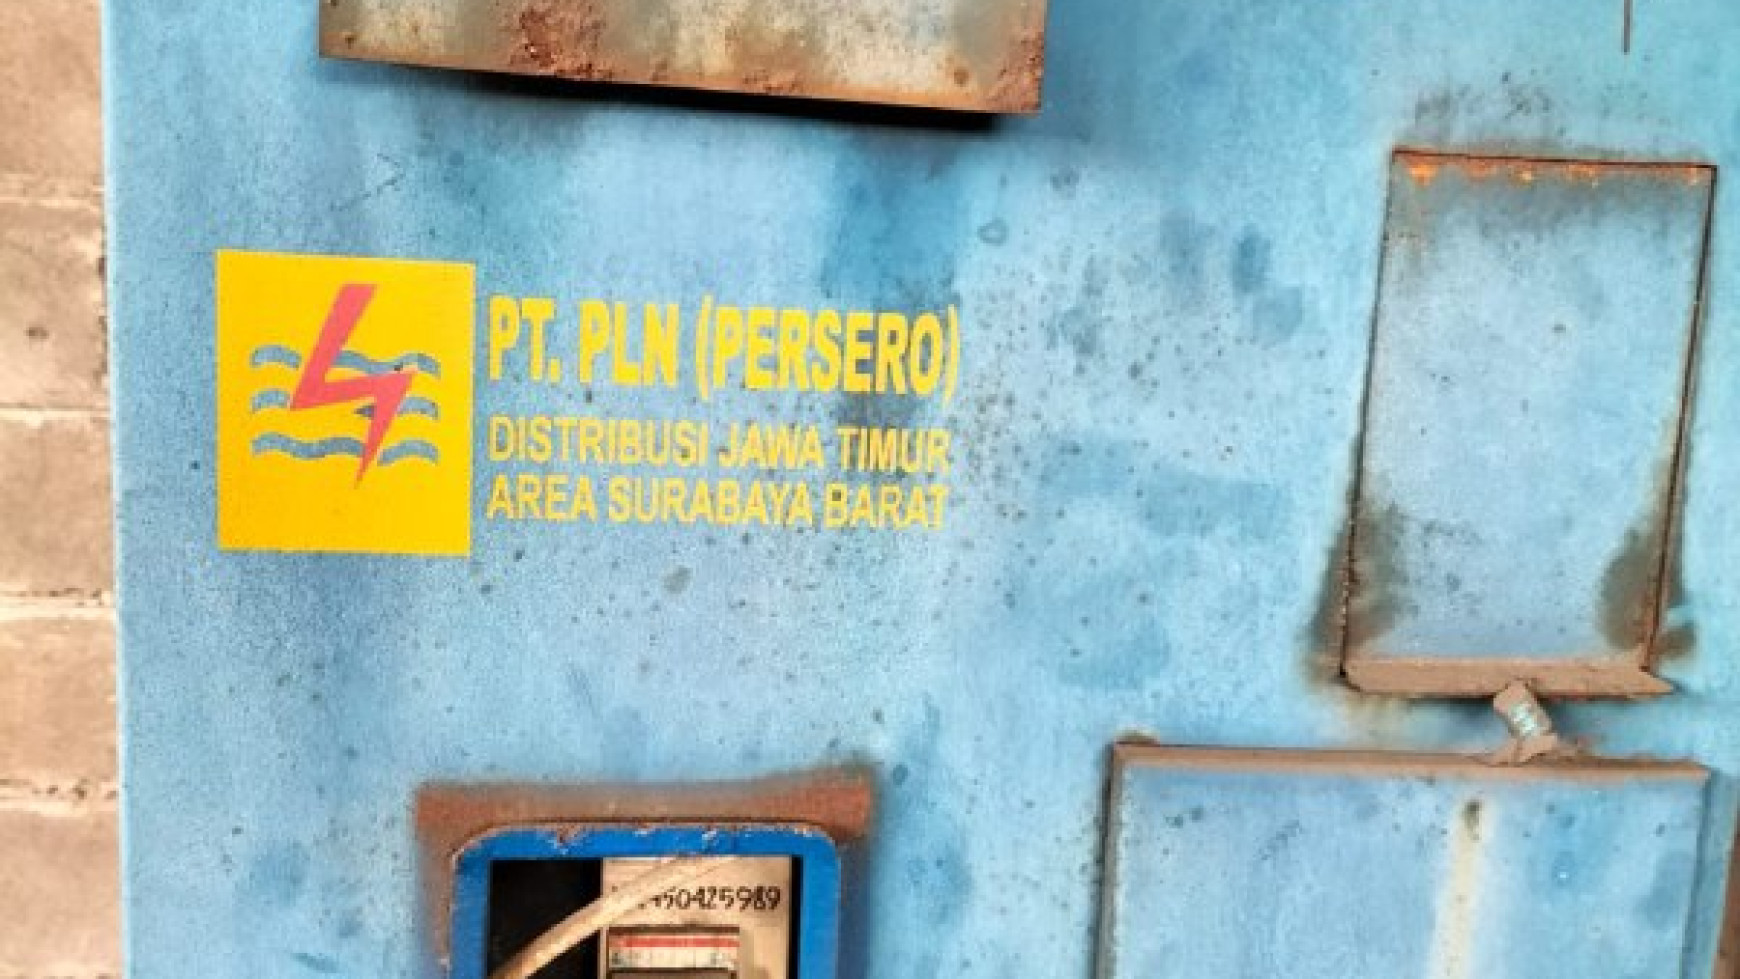 PT. PLN (PERSERO)
DISTRIBUSI JAWA TIMUR
AREA SURABAYA BARAT